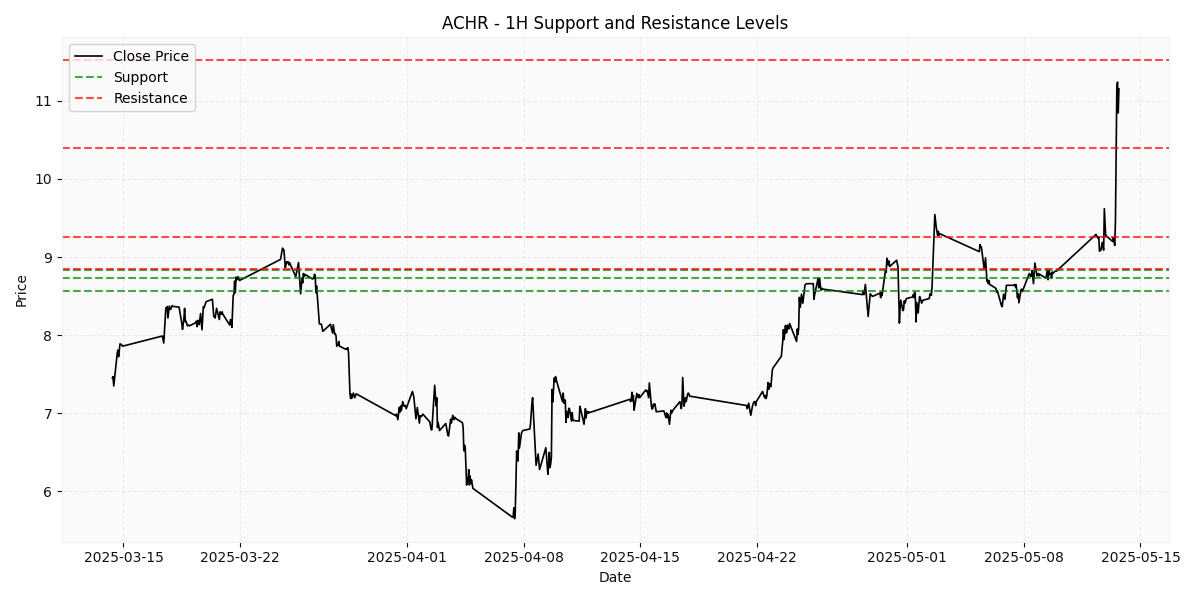 ACHR - 1H Support and Resistance Levels
Close Price
Support
Resistance
Price
11
10
9
8
7
6
2025-03-15
2025-03-22
2025-04-01
2025-04-08
2025-04-15
2025-04-22
2025-05-01
2025-05-08
2025-05-15
Date